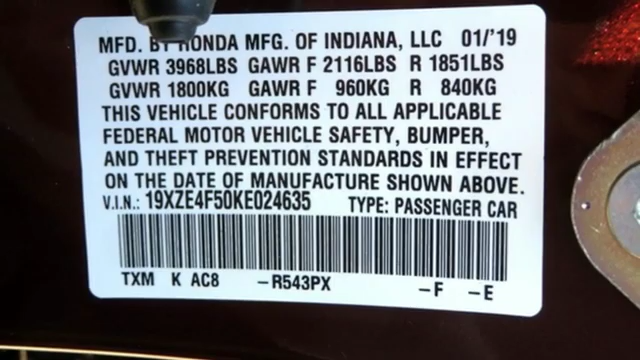 MFD. BY HONDA MFG. OF INDIANA, LLC 01/'19
GVWR 3968LBS GAWR F 2116LBS R 1851LBS
GVWR 1800KG GAWR F 960KG R 840KG
THIS VEHICLE CONFORMS TO ALL APPLICABLE
FEDERAL MOTOR VEHICLE SAFETY, BUMPER,
AND THEFT PREVENTION STANDARDS IN EFFECT
ON THE DATE OF MANUFACTURE SHOWN ABOVE.
V.I.N.: 19XZE4F50KE024635 TYPE: PASSENGER CAR
TXM K AC8 –R543PX –F –E